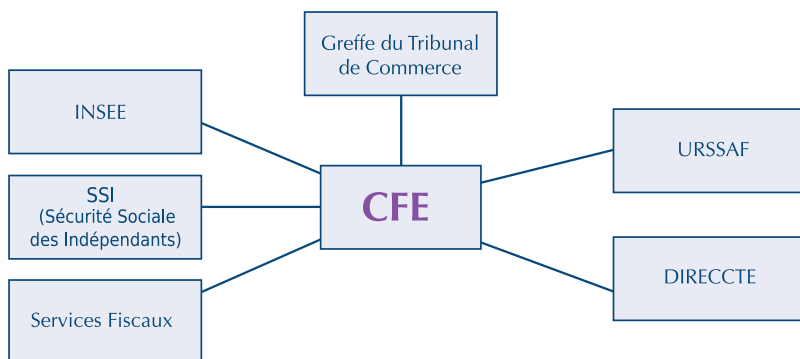 Greffe du Tribunal
de Commerce
INSEE
URSSAF
SSI
(Sécurité Sociale
des Indépendants)
CFE
DIRECCTE
Services Fiscaux